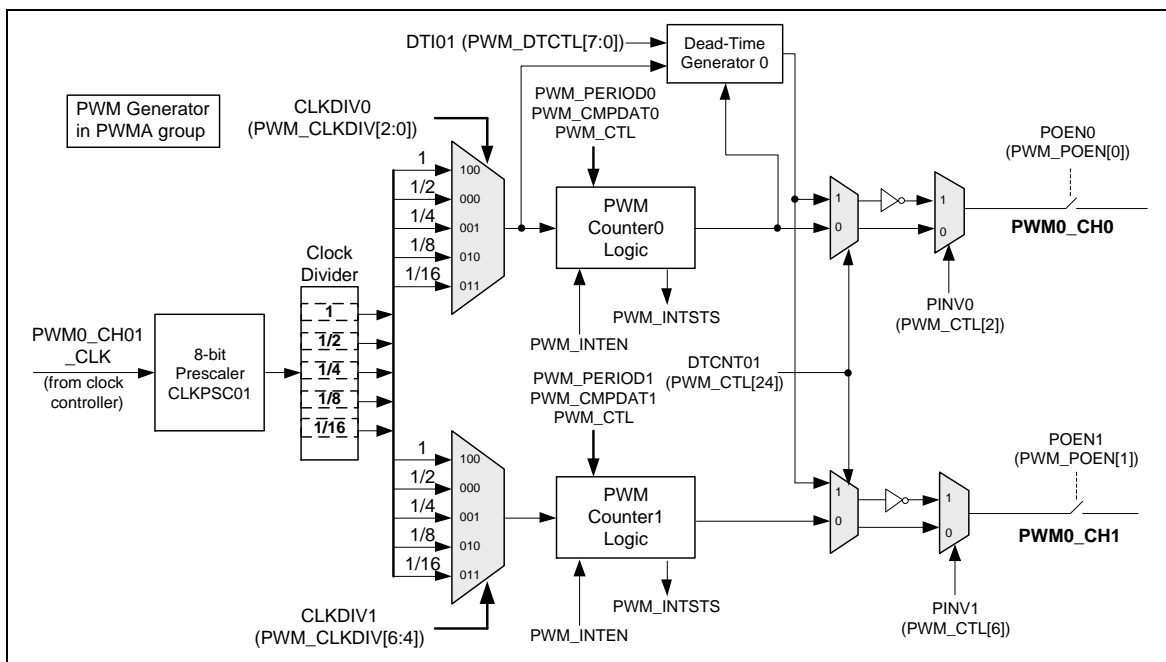 DTI01 (PWM_DTCTL[7:0])
Dead-Time
Generator 0
PWM Generator
in PWMA group
CLKDIV0
(PWM_CLKDIV[2:0])
PWM_PERIOD0
PWM_CMPDAT0
PWM_CTL
POEN0
(PWM_POEN[0])
1
1/2
1/4
1/8
1/16
100
000
001
010
011
PWM
Counter0
Logic
1
0
1
0
PWM0_CH0
Clock
Divider
1
1/2
1/4
1/8
1/16
PWM0_CH01
_CLK
(from clock
controller)
8-bit
Prescaler
CLKPSC01
PWM_INTSTS
PWM_INTEN
PINV0
(PWM_CTL[2])
DTCNT01
(PWM_CTL[24])
PWM_PERIOD1
PWM_CMPDAT1
PWM_CTL
POEN1
(PWM_POEN[1])
1
1/2
1/4
1/8
1/16
100
000
001
010
011
PWM
Counter1
Logic
1
0
1
0
PWM0_CH1
PWM_INTSTS
PWM_INTEN
CLKDIV1
(PWM_CLKDIV[6:4])
PINV1
(PWM_CTL[6])